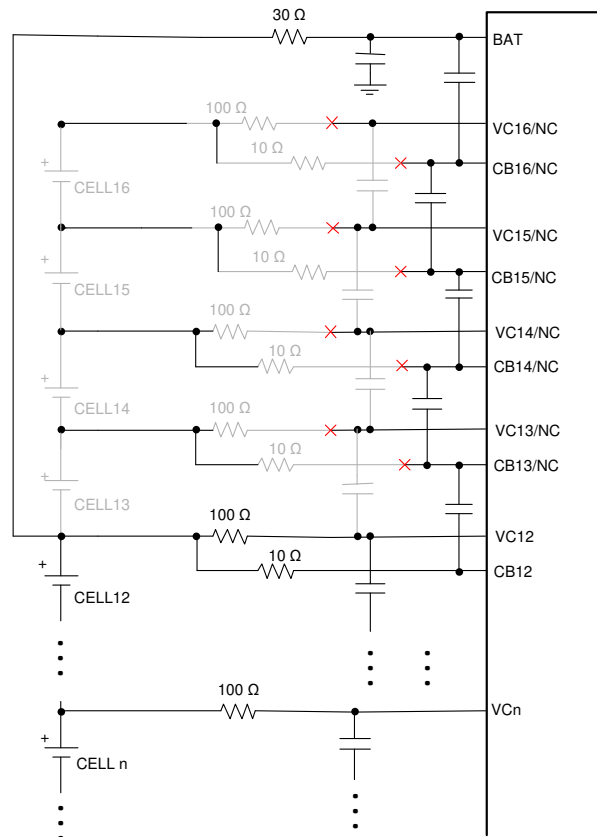 30 Ω
BAT
100 Ω
VC16/NC
10 Ω
CB16/NC
+
CELL16
100 Ω
VC15/NC
10 Ω
CB15/NC
+
CELL15
100 Ω
VC14/NC
10 Ω
CB14/NC
+
CELL14
100 Ω
VC13/NC
10 Ω
CB13/NC
+
CELL13
100 Ω
VC12
10 Ω
CB12
+
CELL12
100 Ω
VCn
+
CELL n